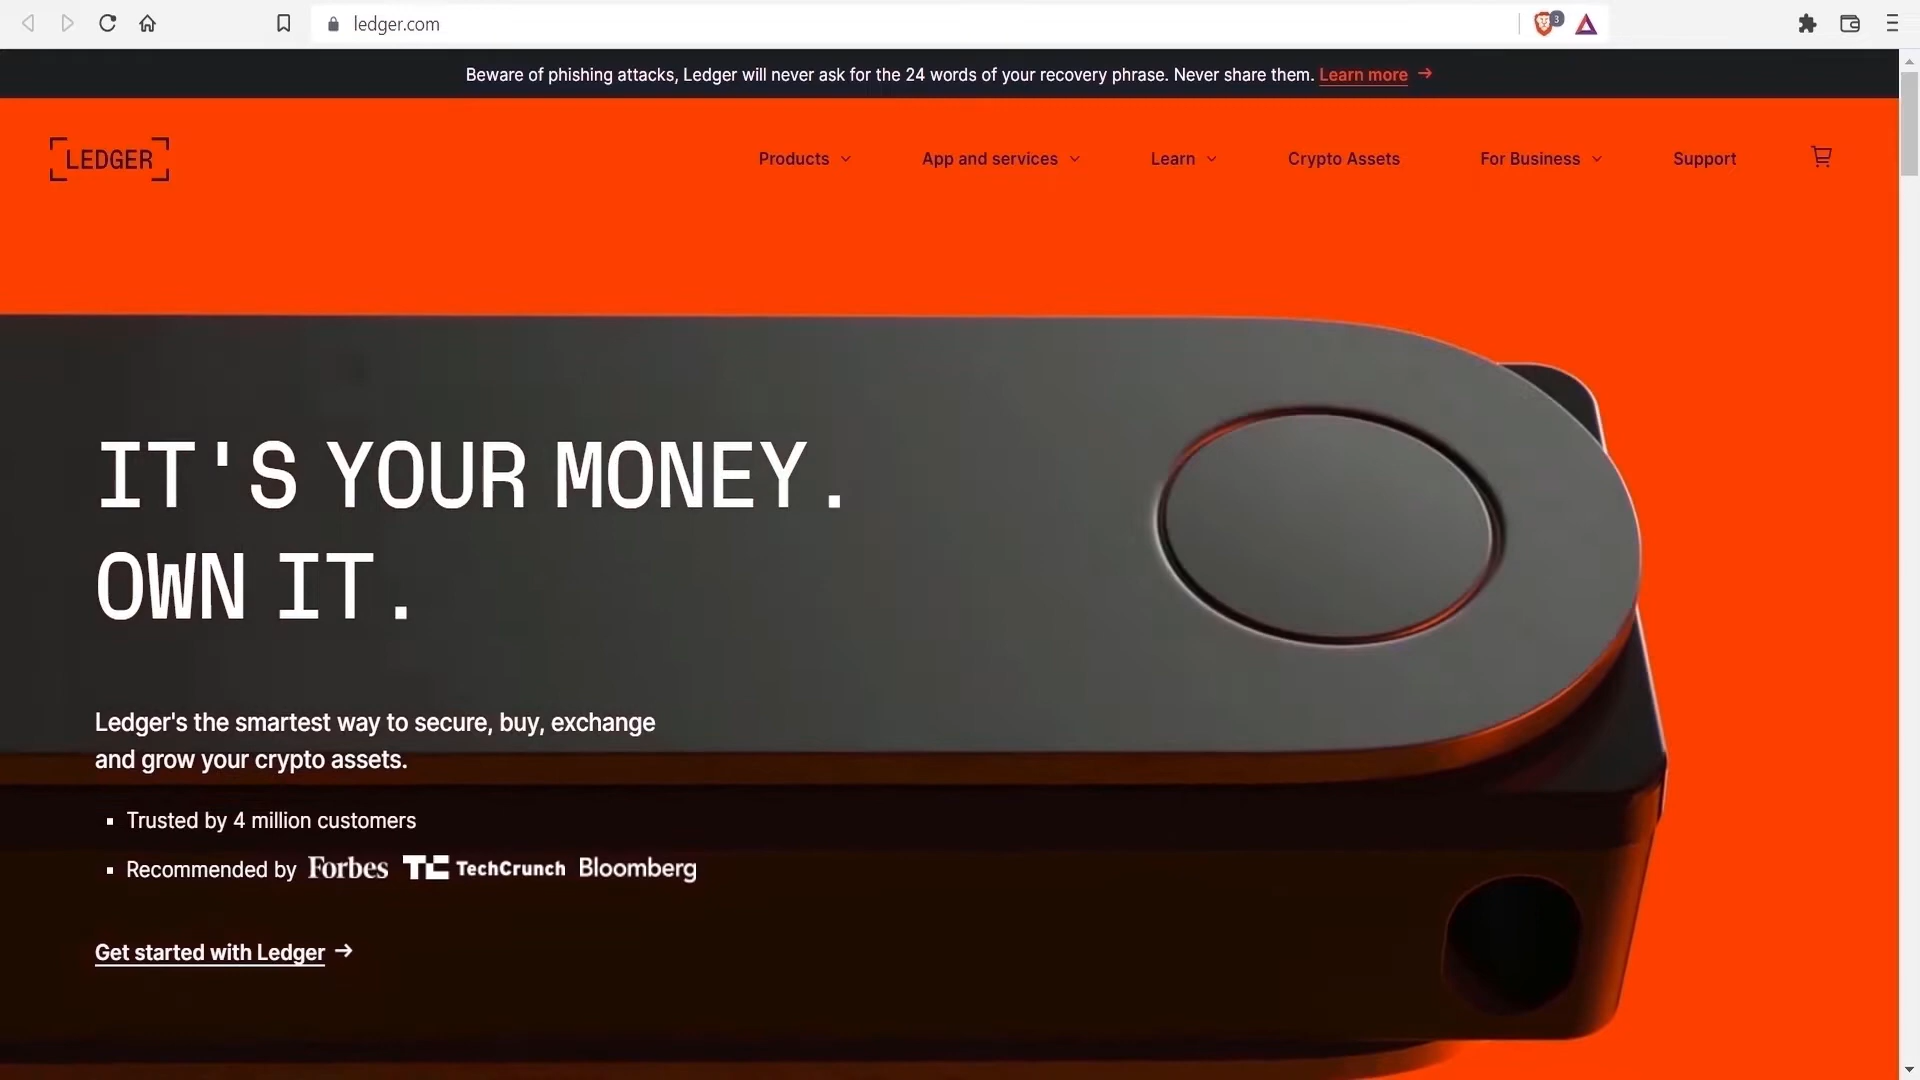 ledger.com
3
Beware of phishing attacks, Ledger will never ask for the 24 words of your recovery phrase. Never share them. Learn more →
LEDGER
Products
App and services
Learn
Crypto Assets
For Business
Support
IT'S YOUR MONEY.
OWN IT.
Ledger's the smartest way to secure, buy, exchange
and grow your crypto assets.
▪ Trusted by 4 million customers
▪ Recommended by Forbes TC TechCrunch Bloomberg
Get started with Ledger →